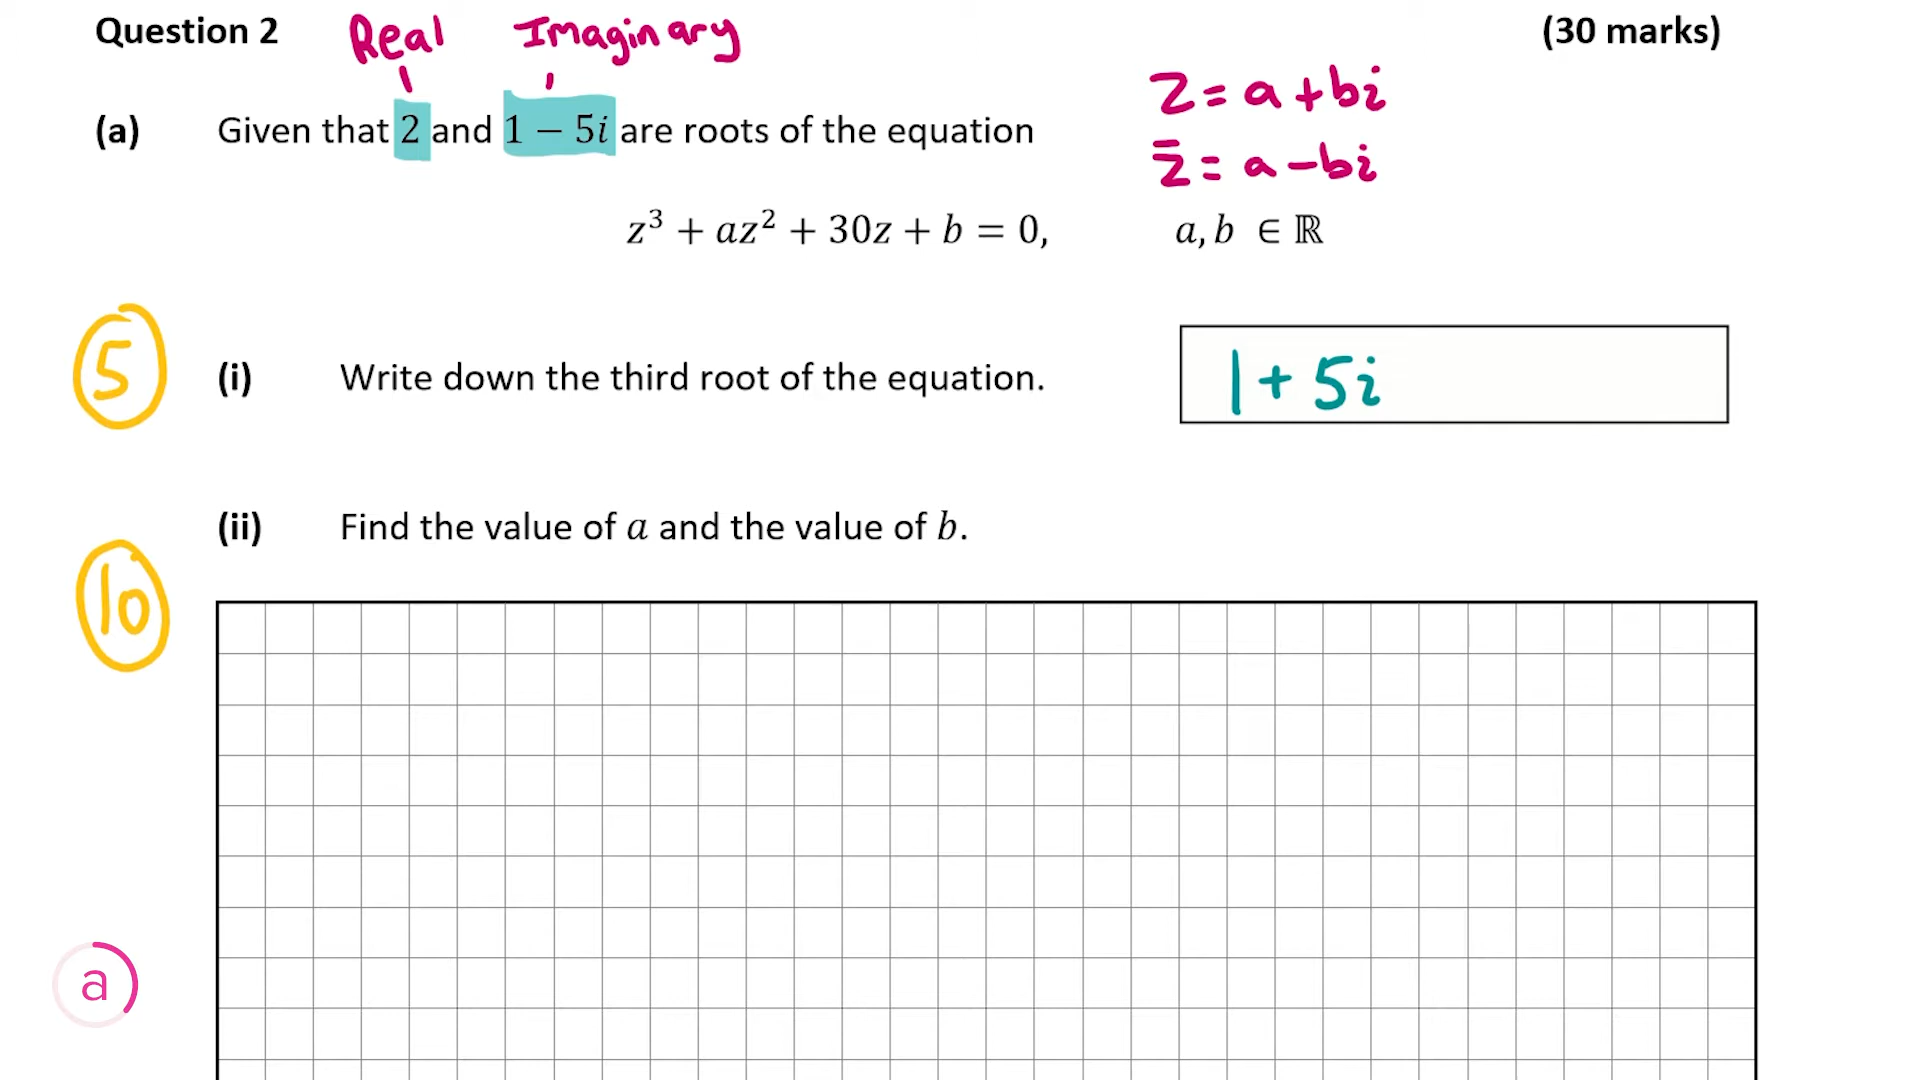 Question 2 Real Imaginary (30 marks)
z = a + bi
(a) Given that 2 and 1 − 5i are roots of the equation
z̄ = a − bi
z³ + az² + 30z + b = 0, a, b ∈ ℝ
5 (i) Write down the third root of the equation. 1 + 5i
(ii) Find the value of a and the value of b.
10
a